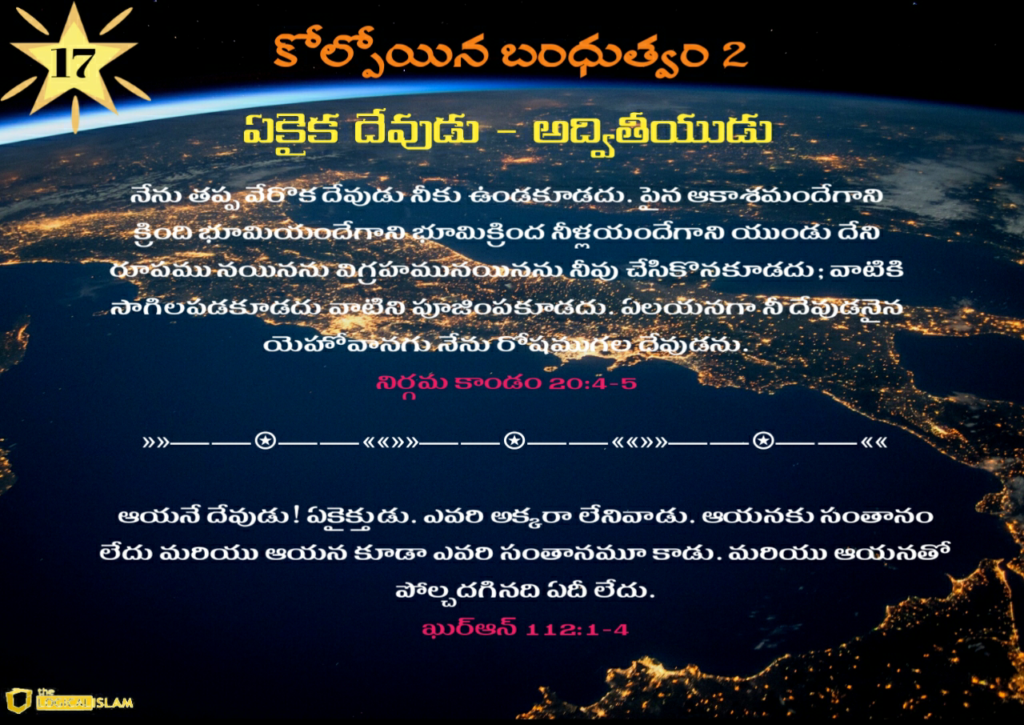 17
కోల్పోయిన బంధుత్వం 2
ఏకైక దేవుడు - అద్వితీయుడు
నేను తప్ప వేరొక దేవుడు నీకు ఉండకూడదు. పైన ఆకాశమందేగాని
క్రింది భూమియందేగాని భూమిక్రింద నీళ్లయందేగాని యుండు దేని
రూపము నయినను విగ్రహమునయినను నీవు చేసికొనకూడదు; వాటికి
సాగిలపడకూడదు వాటిని పూజింపకూడదు. ఏలయనగా నీ దేవుడనైన
యెహోవానగు నేను రోషముగల దేవుడను.
నిర్గమ కాండం 20:4-5
ఆయనే దేవుడు! ఏకైక్తుడు. ఎవరి అక్కరా లేనివాడు. ఆయనకు సంతానం
లేదు మరియు ఆయన కూడా ఎవరి సంతానమూ కాడు. మరియు ఆయనతో
పోల్చదగినది ఏదీ లేదు.
ఖుర్ఆన్ 112:1-4
the
ISLAM